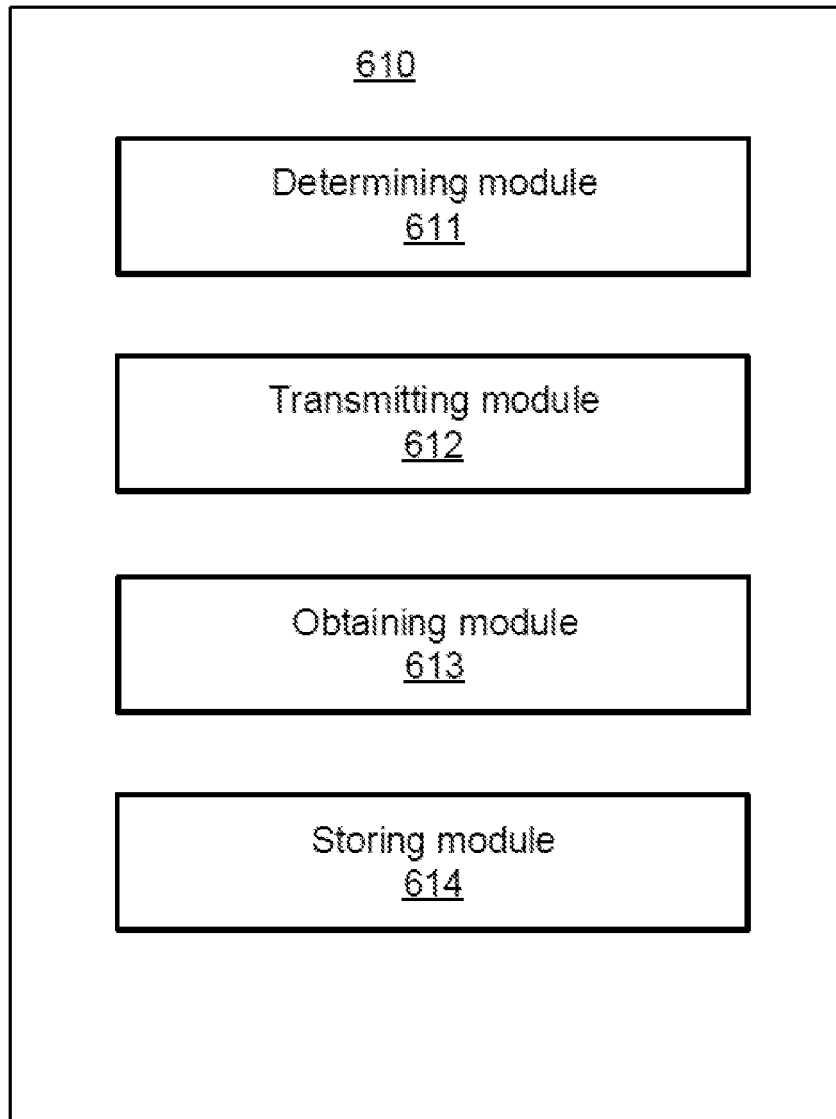 610
Determining module
611
Transmitting module
612
Obtaining module
613
Storing module
614